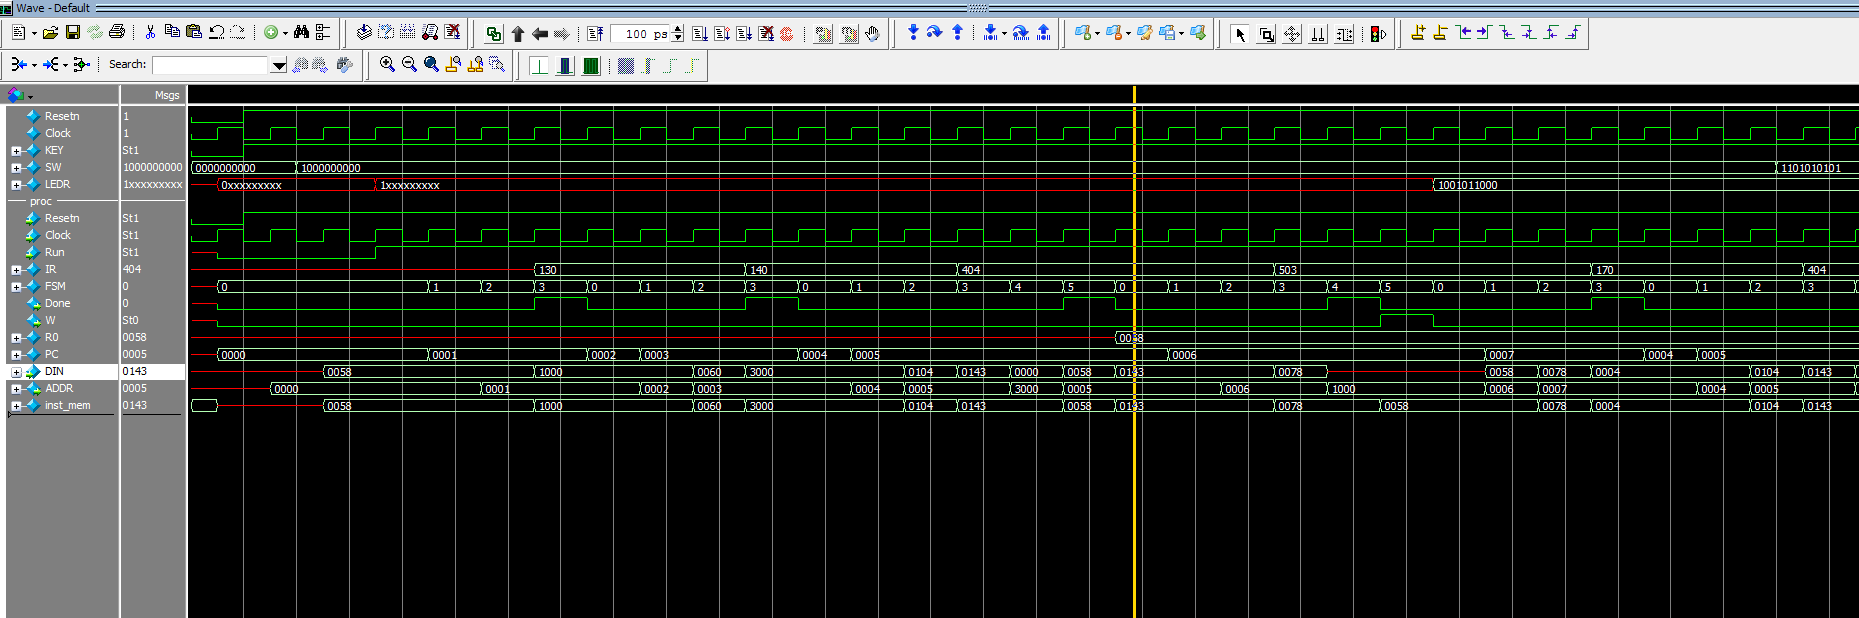 Wave - Default
100 ps
Search:
Msgs
Resetn 1
Clock 1
KEY St1
SW 1000000000 0000000000 1000000000 1101010101
LEDR 1xxxxxxxxx 0xxxxxxxxx 1xxxxxxxxx 1001011000
proc
Resetn St1
Clock St1
Run St1
IR 404 130 140 404 503 170 404
FSM 0 0 1 2 3 0 1 2 3 0 1 2 3 4 5 0 1 2 3 4 5 0 1 2 3 0 1 2 3
Done 0
W St0
R0 0058
PC 0005 0000 0001 0002 0003 0004 0005 0006 0007 0004 0005
DIN 0143 0058 1000 0060 3000 0104 0143 0000 0058 0143 0078 0058 0078 0004 0104 0143
ADDR 0005 0000 0001 0002 0003 0004 0005 3000 0005 0006 1000 0006 0007 0004 0005
inst_mem 0143 0058 1000 0060 3000 0104 0143 0058 0143 0078 0058 0078 0004 0104 0143